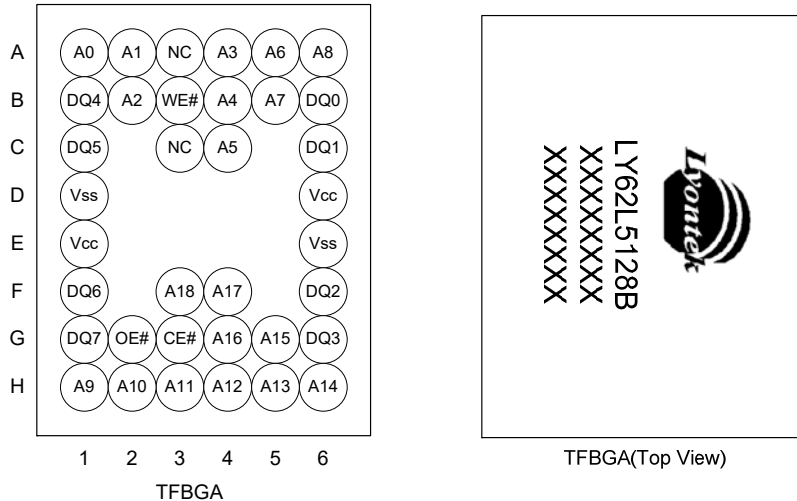 A A0 A1 NC A3 A6 A8
B DQ4 A2 WE# A4 A7 DQ0
C DQ5 NC A5 DQ1
D Vss Vcc
E Vcc Vss
F DQ6 A18 A17 DQ2
G DQ7 OE# CE# A16 A15 DQ3
H A9 A10 A11 A12 A13 A14
1 2 3 4 5 6
TFBGA
Lyontek
LY62L5128B
XXXXXXXX
XXXXXXXX
TFBGA(Top View)